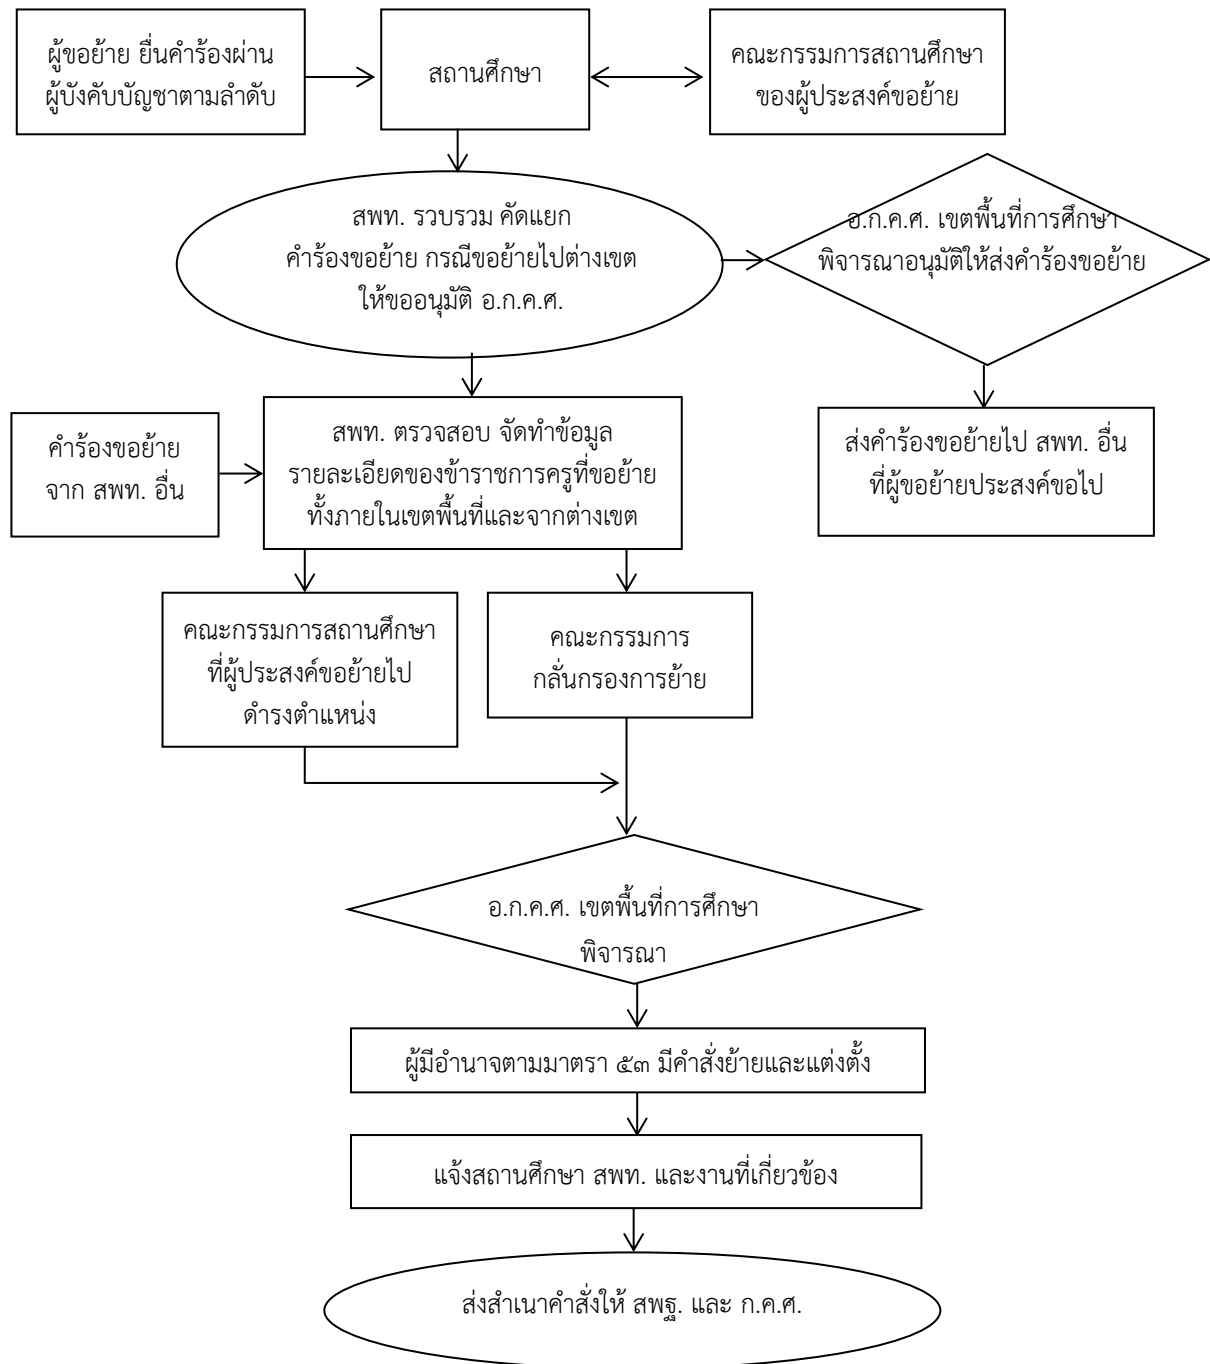 ผู้ขอย้าย ยื่นคำร้องผ่าน
ผู้บังคับบัญชาตามลำดับ
สถานศึกษา
คณะกรรมการสถานศึกษา
ของผู้ประสงค์ขอย้าย
สพท. รวบรวม คัดแยก
คำร้องขอย้าย กรณีขอย้ายไปต่างเขต
ให้ขออนุมัติ อ.ก.ค.ศ.
อ.ก.ค.ศ. เขตพื้นที่การศึกษา
พิจารณาอนุมัติให้ส่งคำร้องขอย้าย
คำร้องขอย้าย
จาก สพท. อื่น
สพท. ตรวจสอบ จัดทำข้อมูล
รายละเอียดของข้าราชการครูที่ขอย้าย
ทั้งภายในเขตพื้นที่และจากต่างเขต
ส่งคำร้องขอย้ายไป สพท. อื่น
ที่ผู้ขอย้ายประสงค์ขอไป
คณะกรรมการสถานศึกษา
ที่ผู้ประสงค์ขอย้ายไป
ดำรงตำแหน่ง
คณะกรรมการ
กลั่นกรองการย้าย
อ.ก.ค.ศ. เขตพื้นที่การศึกษา
พิจารณา
ผู้มีอำนาจตามมาตรา ๕๓ มีคำสั่งย้ายและแต่งตั้ง
แจ้งสถานศึกษา สพท. และงานที่เกี่ยวข้อง
ส่งสำเนาคำสั่งให้ สพฐ. และ ก.ค.ศ.